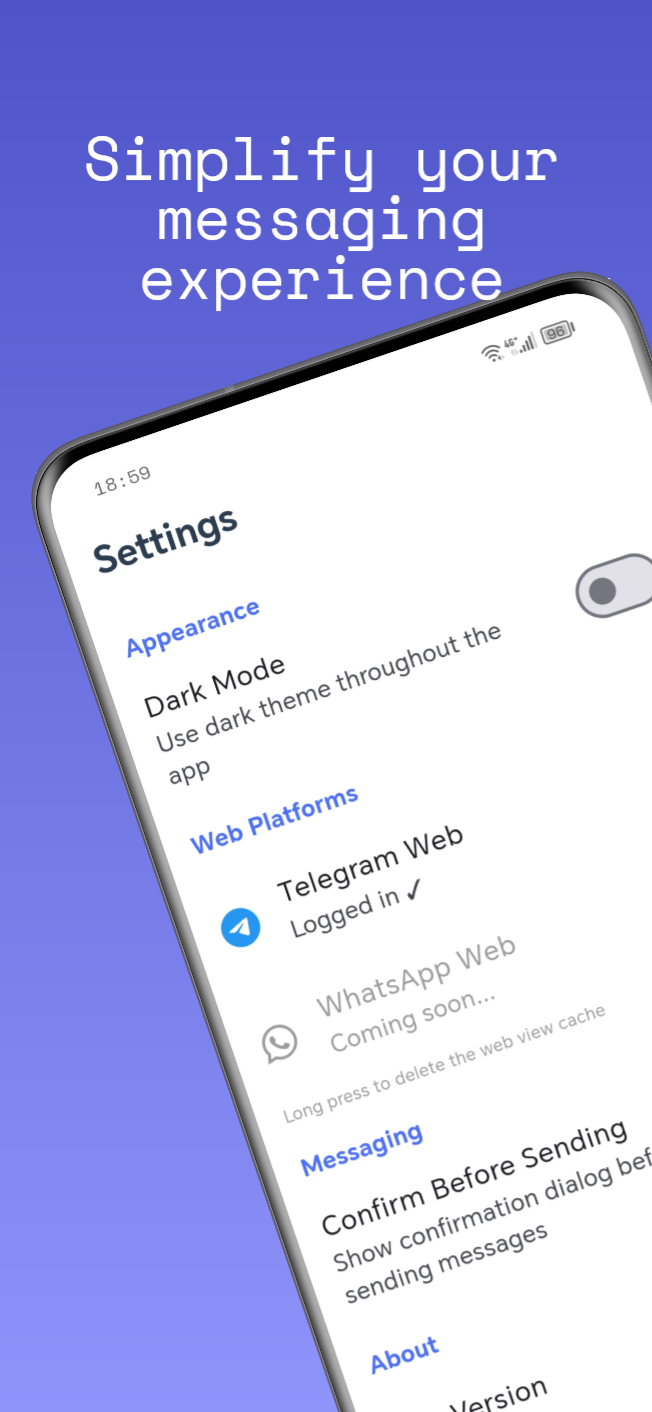 Simplify your
messaging
experience
4G+
96
18:59
Settings
Appearance
Dark Mode
Use dark theme throughout the
app
Web Platforms
Telegram Web
Logged in ✓
WhatsApp Web
Coming soon...
Long press to delete the web view cache
Messaging
Confirm Before Sending
Show confirmation dialog bef
sending messages
About
Version